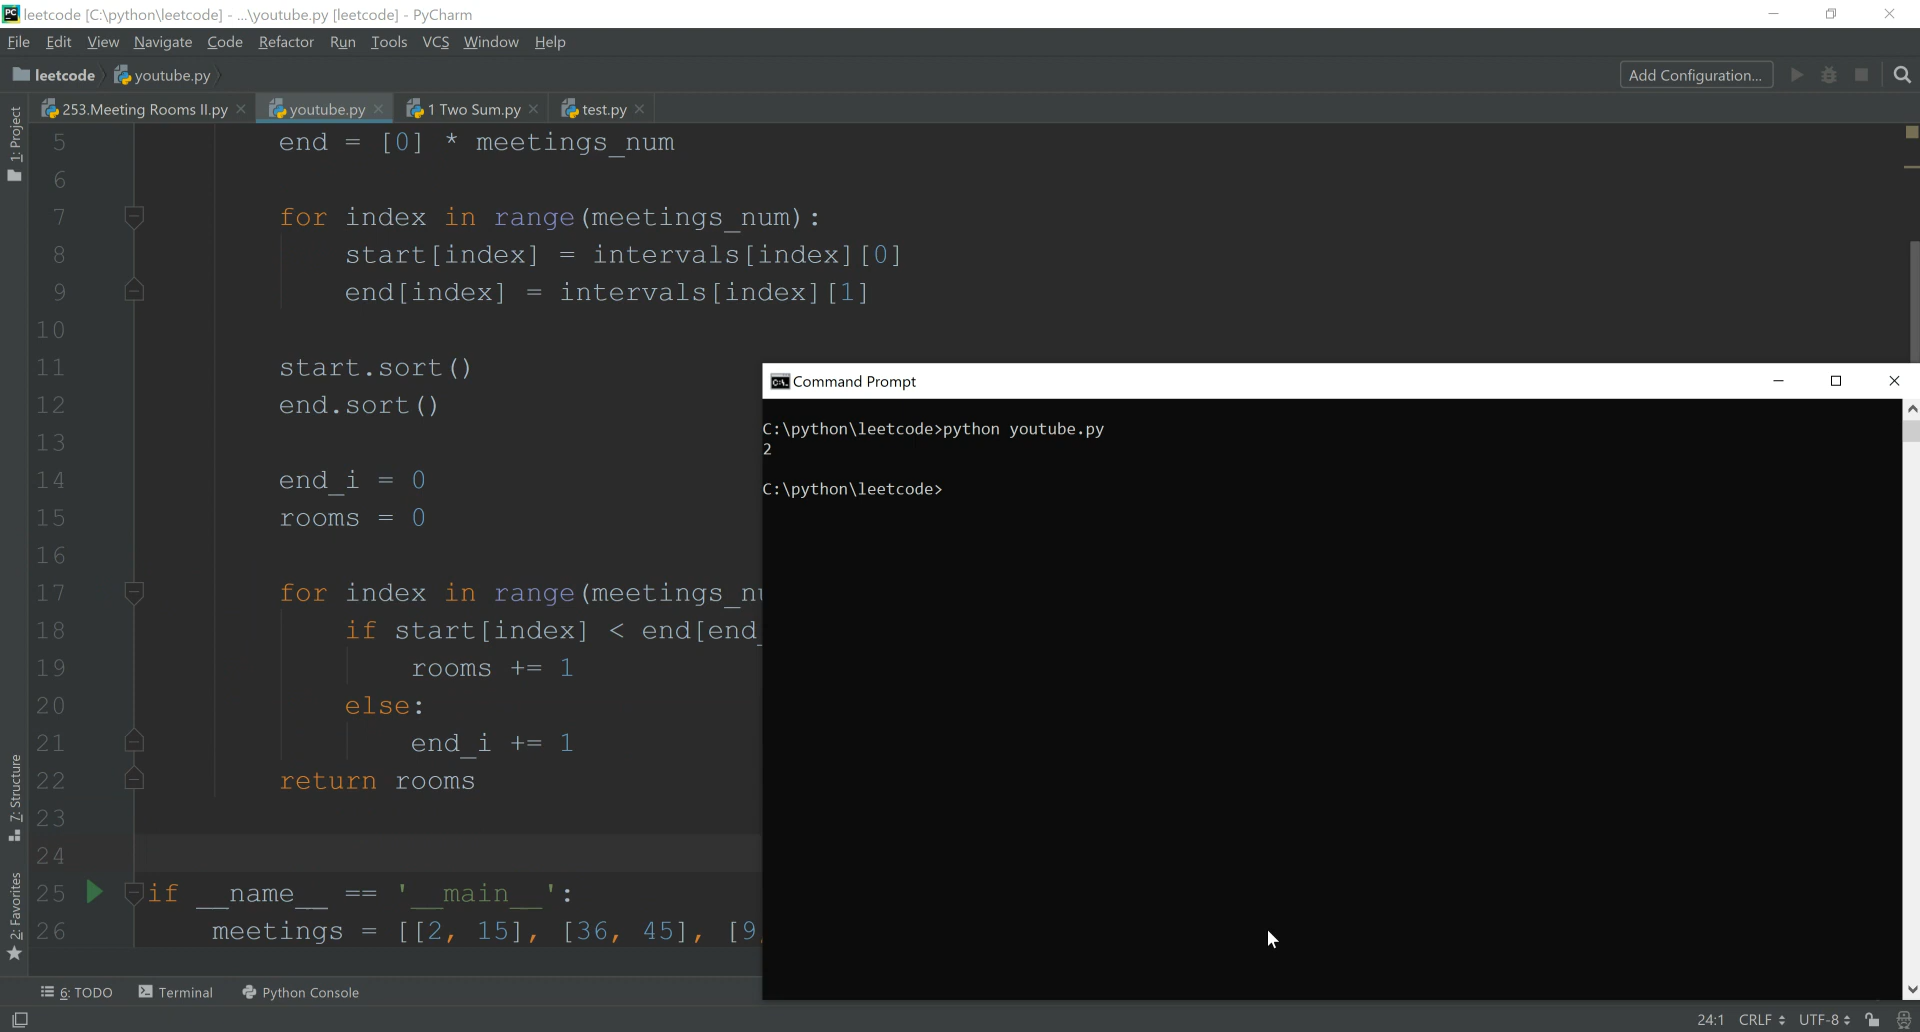 leetcode [C:\python\leetcode] - ...\youtube.py [leetcode] - PyCharm
File Edit View Navigate Code Refactor Run Tools VCS Window Help
leetcode youtube.py Add Configuration...
253.Meeting Rooms II.py youtube.py 1 Two Sum.py test.py
1: Project
5 end = [0] * meetings_num
6
7 for index in range(meetings_num):
8 start[index] = intervals[index][0]
9 end[index] = intervals[index][1]
10
11 start.sort()
12 end.sort()
13
14 end_i = 0
15 rooms = 0
16
17 for index in range(meetings_nu
18 if start[index] < end[end_
19 rooms += 1
20 else:
21 end_i += 1
22 return rooms
23
24
25 if __name__ == '__main__':
26 meetings = [[2, 15], [36, 45], [9,
7: Structure
2: Favorites
Command Prompt
C:\python\leetcode>python youtube.py
2
C:\python\leetcode>
6: TODO Terminal Python Console
24:1 CRLF UTF-8